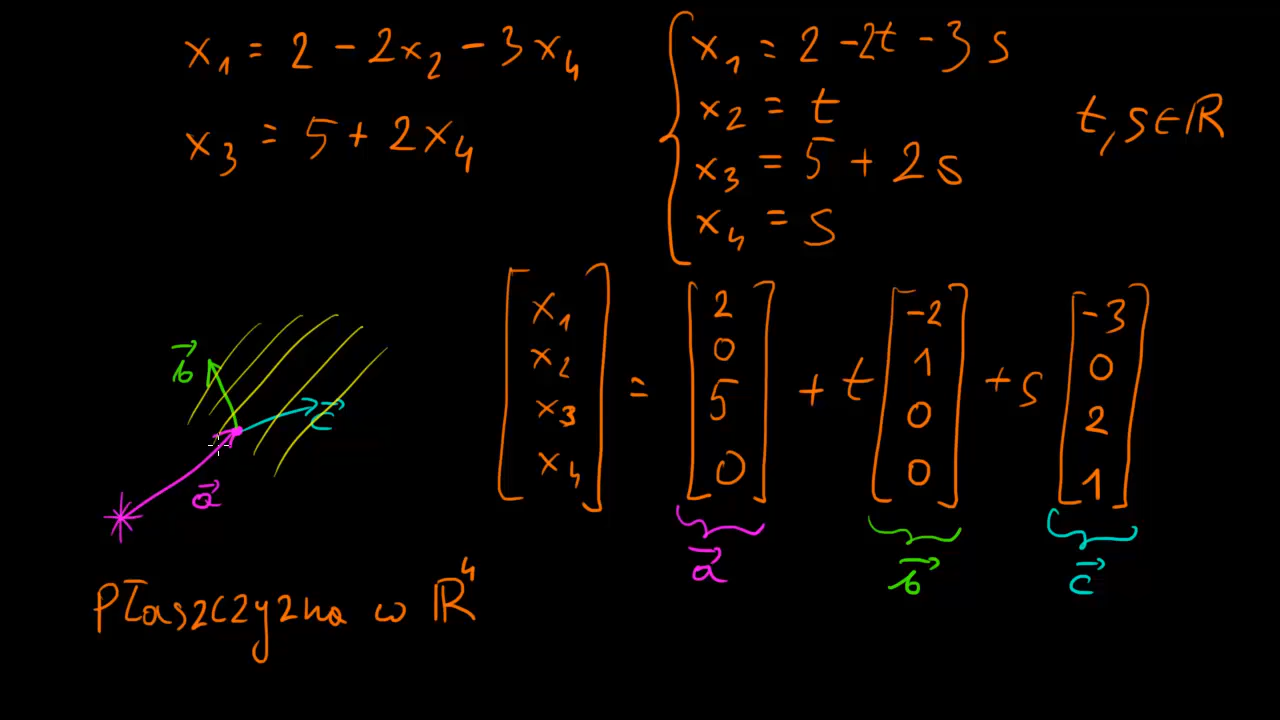 x₁ = 2 - 2x₂ - 3x₄
x₃ = 5 + 2x₄
x₁ = 2 - 2t - 3s
x₂ = t
x₃ = 5 + 2s
x₄ = s
t, s ∈ ℝ
[x₁ x₂ x₃ x₄] = [2 0 5 0] + t [-2 1 0 0] + s [-3 0 2 1]
a⃗ b⃗ c⃗
b⃗
c⃗
a⃗
Płaszczyzna w ℝ⁴